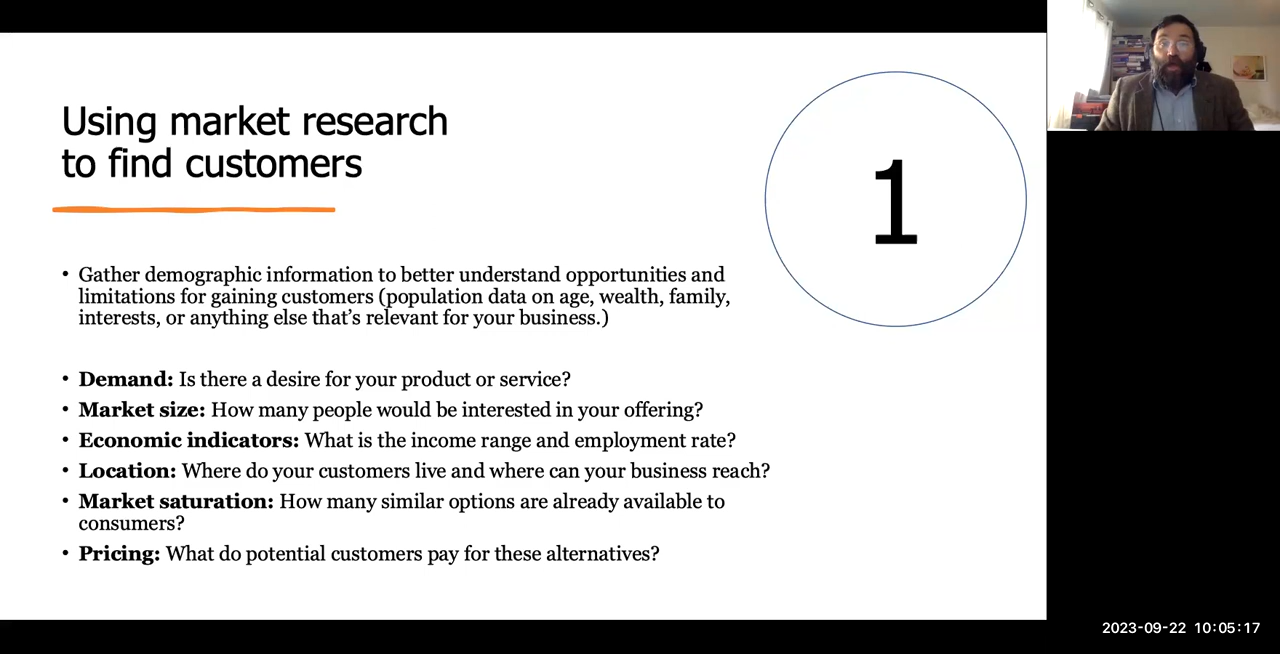 Using market research
to find customers
1
• Gather demographic information to better understand opportunities and
limitations for gaining customers (population data on age, wealth, family,
interests, or anything else that’s relevant for your business.)
• Demand: Is there a desire for your product or service?
• Market size: How many people would be interested in your offering?
• Economic indicators: What is the income range and employment rate?
• Location: Where do your customers live and where can your business reach?
• Market saturation: How many similar options are already available to
consumers?
• Pricing: What do potential customers pay for these alternatives?
2023-09-22 10:05:17